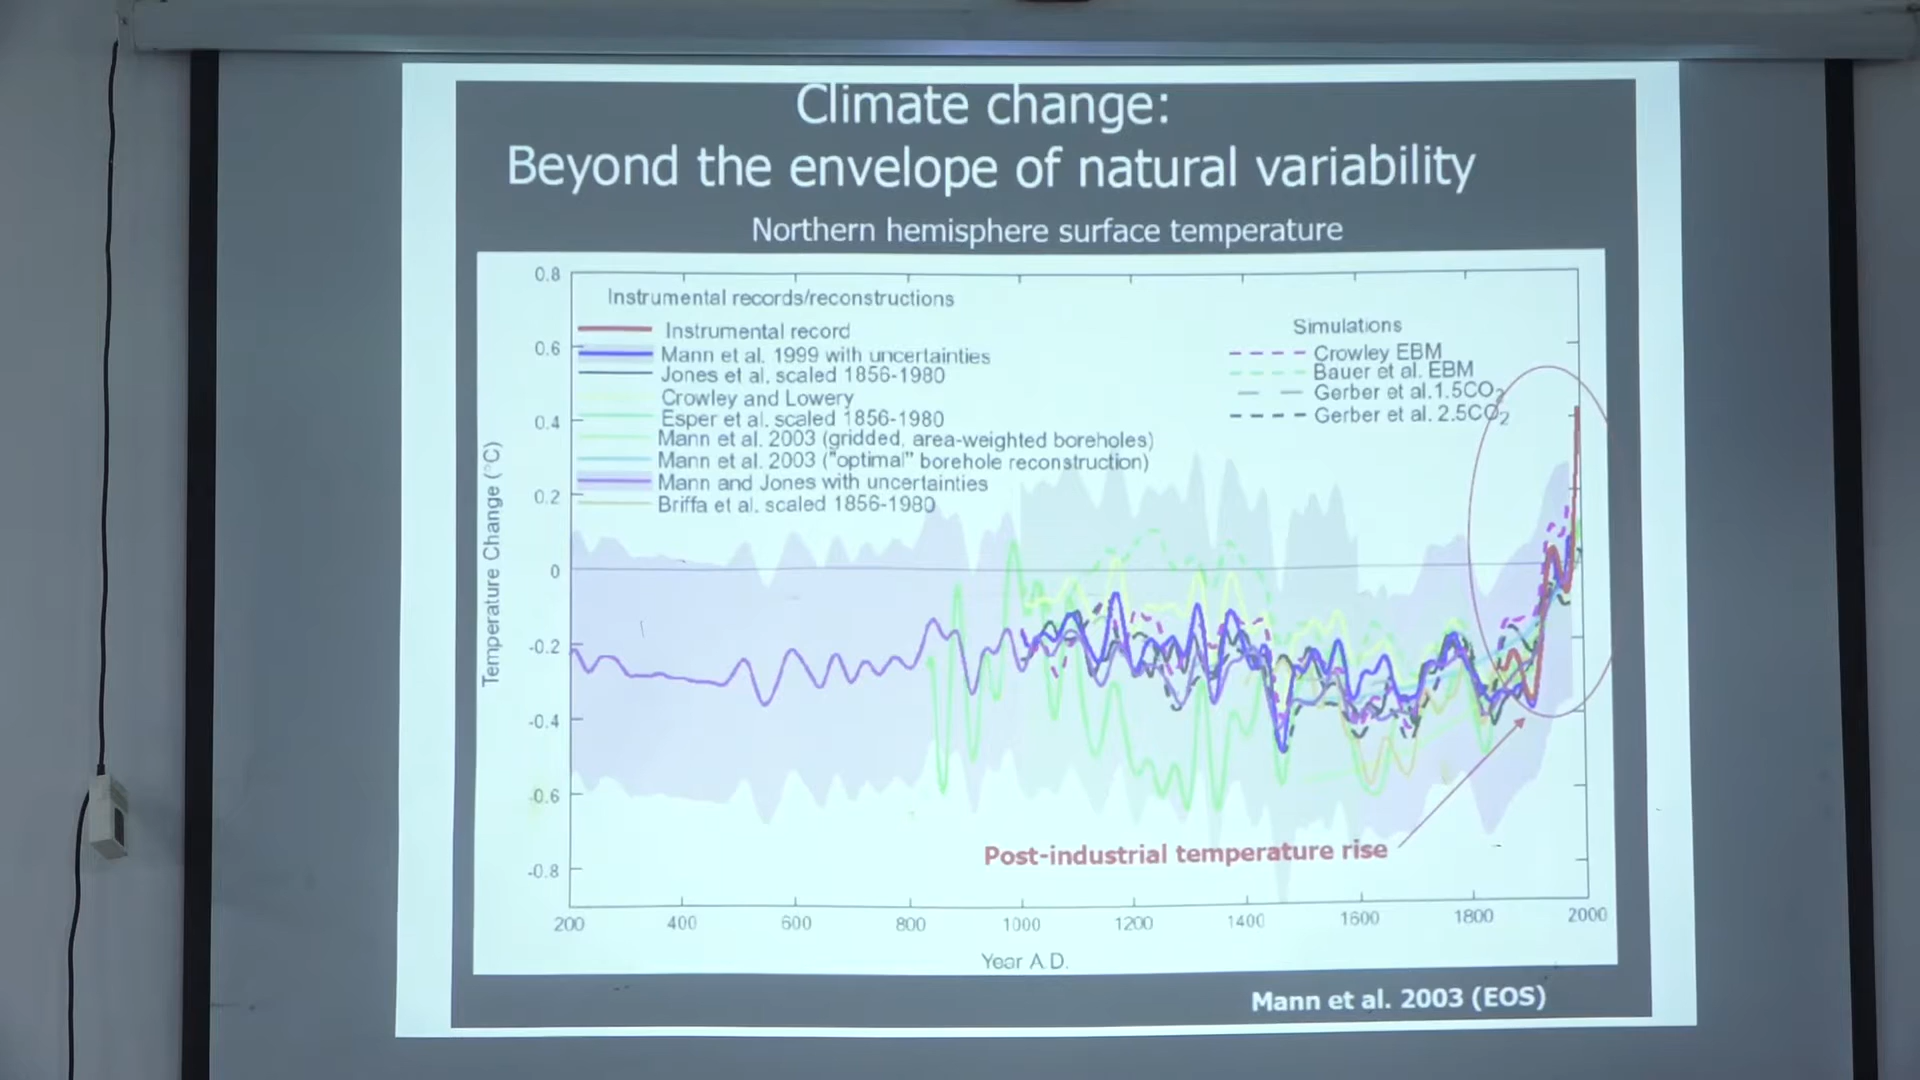 Climate change:
Beyond the envelope of natural variability
Northern hemisphere surface temperature
Instrumental records/reconstructions
Instrumental record
Mann et al. 1999 with uncertainties
Jones et al. scaled 1856-1980
Crowley and Lowery
Esper et al. scaled 1856-1980
Mann et al. 2003 (gridded, area-weighted boreholes)
Mann et al. 2003 ("optimal" borehole reconstruction)
Mann and Jones with uncertainties
Briffa et al. scaled 1856-1980
Simulations
Crowley EBM
Bauer et al. EBM
Gerber et al.1.5CO2
Gerber et al. 2.5CO2
Temperature Change (°C)
0.8
0.6
0.4
0.2
0
-0.2
-0.4
-0.6
-0.8
Post-industrial temperature rise
200 400 600 800 1000 1200 1400 1600 1800 2000
Year A.D.
Mann et al. 2003 (EOS)